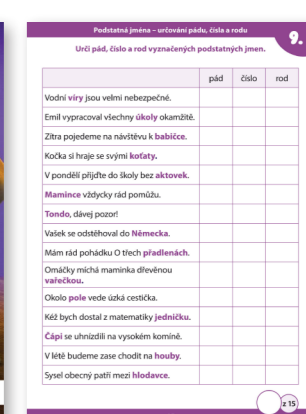 Podstatná jména – určování pádu, čísla a rodu
9.
Urči pád, číslo a rod vyznačených podstatných jmen.
pád číslo rod
Vodní víry jsou velmi nebezpečné.
Emil vypracoval všechny úkoly okamžitě.
Zítra pojedeme na návštěvu k babičce.
Kočka si hraje se svými koťaty.
V pondělí přijďte do školy bez aktovek.
Mamince vždycky rád pomůžu.
Tondo, dávej pozor!
Vašek se odstěhoval do Německa.
Mám rád pohádku O třech přadlenách.
Omáčky míchá maminka dřevěnou
vařečkou.
Okolo pole vede úzká cestička.
Kéž bych dostal z matematiky jedničku.
Čápi se uhnízdili na vysokém komíně.
V létě budeme zase chodit na houby.
Sysel obecný patří mezi hlodavce.
z 15